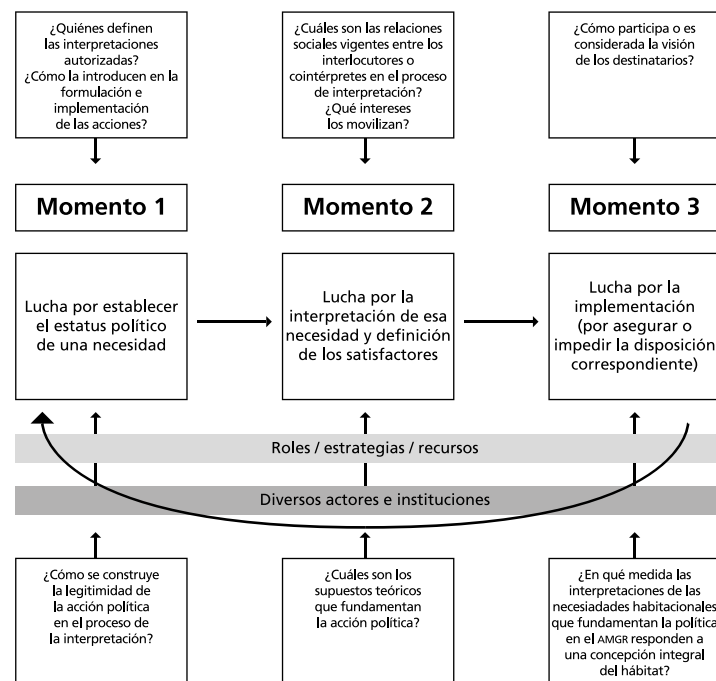 ¿Quiénes definen
las interpretaciones
autorizadas?
¿Cómo la introducen en la
formulación e
implementación
de las acciones?
¿Cuáles son las relaciones
sociales vigentes entre los
interlocutores o
cointérpretes en el proceso
de interpretación?
¿Qué intereses
los movilizan?
¿Cómo participa o es
considerada la visión
de los destinatarios?
Momento 1
Momento 2
Momento 3
Lucha por establecer
el estatus político
de una necesidad
Lucha por la
interpretación de esa
necesidad y definición
de los satisfactores
Lucha por la
implementación
(por asegurar o
impedir la disposición
correspondiente)
Roles / estrategias / recursos
Diversos actores e instituciones
¿Cómo se construye
la legitimidad de
la acción política
en el proceso de
la interpretación?
¿Cuáles son los
supuestos teóricos
que fundamentan
la acción política?
¿En qué medida las
interpretaciones de las
necesiadades habitacionales
que fundamentan la política
en el AMGR responden a
una concepción integral
del hábitat?